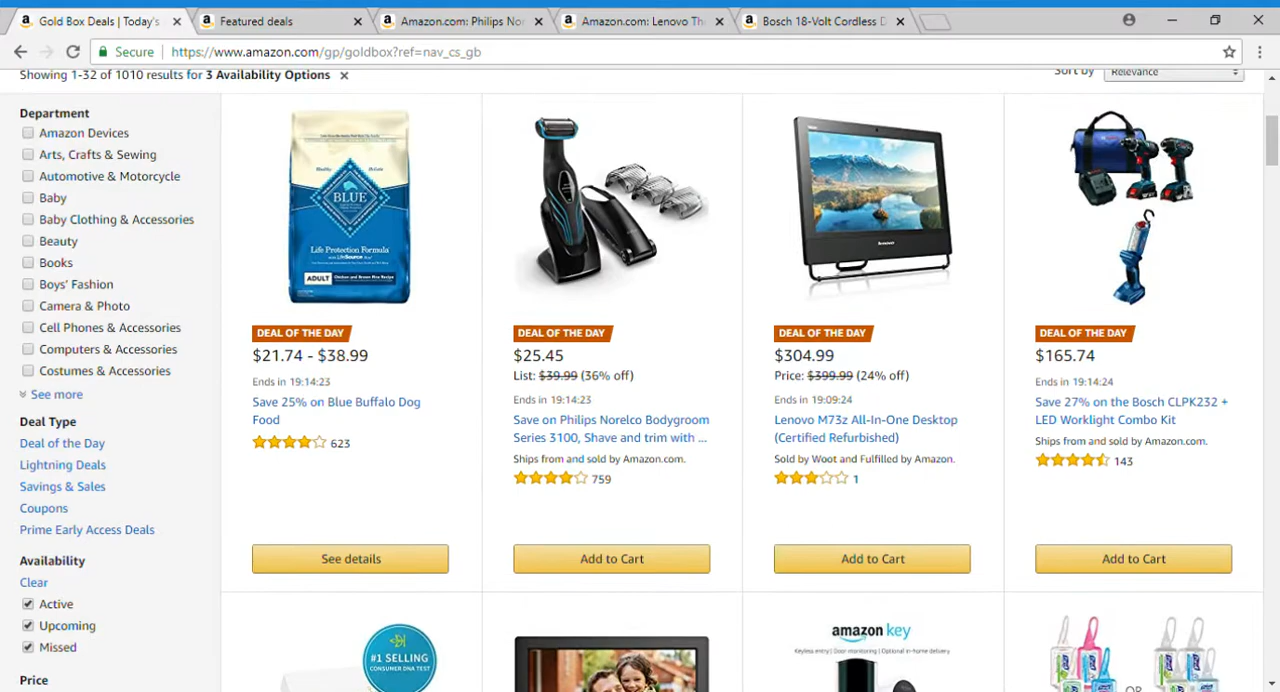 Gold Box Deals | Today's
Featured deals
Amazon.com: Philips Nor
Amazon.com: Lenovo Th
Bosch 18-Volt Cordless D
Secure
https://www.amazon.com/gp/goldbox?ref=nav_cs_gb
Showing 1-32 of 1010 results for 3 Availability Options
Sort by
Relevance
Department
Amazon Devices
Arts, Crafts & Sewing
Automotive & Motorcycle
Baby
Baby Clothing & Accessories
Beauty
Books
Boys' Fashion
Camera & Photo
Cell Phones & Accessories
Computers & Accessories
Costumes & Accessories
See more
Deal Type
Deal of the Day
Lightning Deals
Savings & Sales
Coupons
Prime Early Access Deals
Availability
Clear
Active
Upcoming
Missed
Price
BLUE
Life Protection Formula
ADULT
DEAL OF THE DAY
$21.74 - $38.99
Ends in 19:14:23
Save 25% on Blue Buffalo Dog
Food
623
See details
DEAL OF THE DAY
$25.45
List: $39.99 (36% off)
Ends in 19:14:23
Save on Philips Norelco Bodygroom
Series 3100, Shave and trim with ...
Ships from and sold by Amazon.com.
759
Add to Cart
DEAL OF THE DAY
$304.99
Price: $399.99 (24% off)
Ends in 19:09:24
Lenovo M73z All-In-One Desktop
(Certified Refurbished)
Sold by Woot and Fulfilled by Amazon.
1
Add to Cart
DEAL OF THE DAY
$165.74
Ends in 19:14:24
Save 27% on the Bosch CLPK232 +
LED Worklight Combo Kit
Ships from and sold by Amazon.com.
143
Add to Cart
#1 SELLING
CONSUMER DNA TEST
amazon key
Keyless entry | Door monitoring | Optional in-home delivery
OR